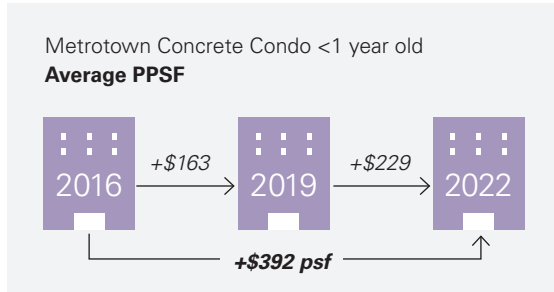 Metrotown Concrete Condo <1 year old
Average PPSF
2016 +$163 2019 +$229 2022
+$392 psf